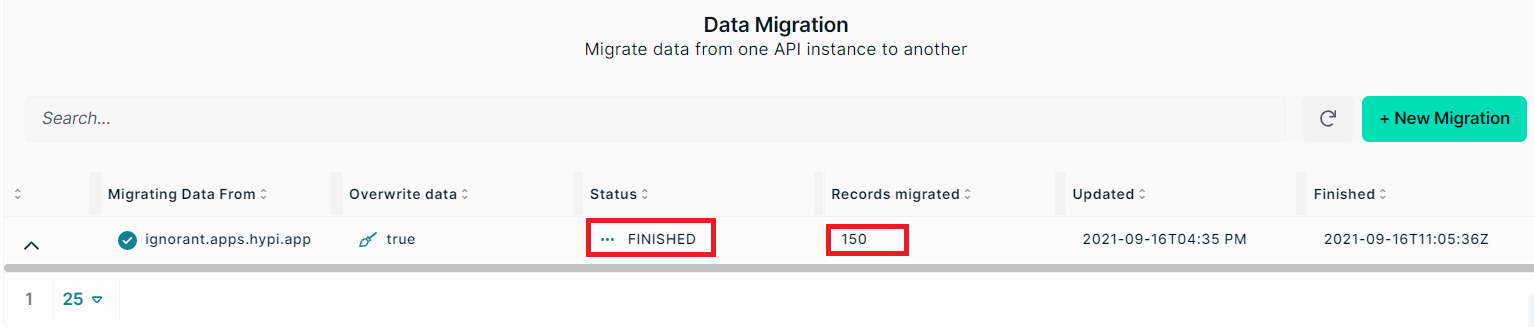 Data Migration
Migrate data from one API instance to another
Search...
+ New Migration
Migrating Data From Overwrite data Status Records migrated Updated Finished
ignorant.apps.hypi.app true ... FINISHED 150 2021-09-16T04:35 PM 2021-09-16T11:05:36Z
1 25